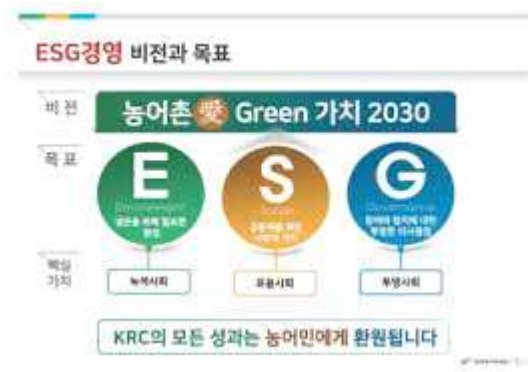 ESG경영 비전과 목표
비전
농어촌 愛 Green 가치 2030
목표
E
S
G
Environment
Social
Governance
핵심
가치
녹색사회
포용사회
투명사회
KRC의 모든 성과는 농어민에게 환원됩니다